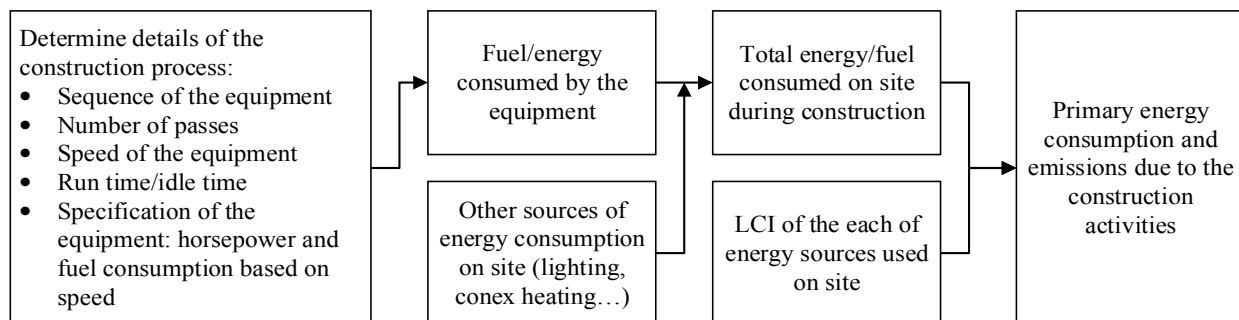 Determine details of the
construction process:
• Sequence of the equipment
• Number of passes
• Speed of the equipment
• Run time/idle time
• Specification of the
equipment: horsepower and
fuel consumption based on
speed
Fuel/energy
consumed by the
equipment
Other sources of
energy consumption
on site (lighting,
conex heating…)
Total energy/fuel
consumed on site
during construction
LCI of the each of
energy sources used
on site
Primary energy
consumption and
emissions due to the
construction
activities